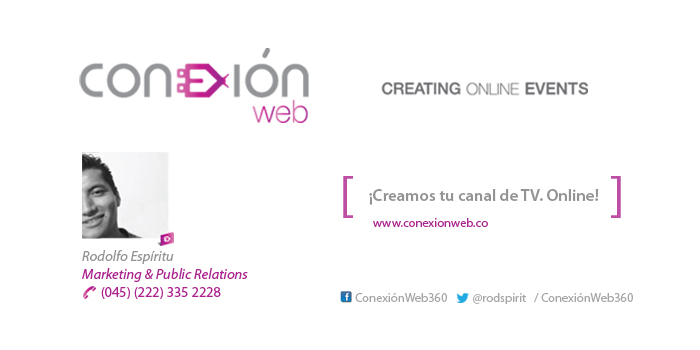 CONEXIÓN
web
CREATING ONLINE EVENTS
¡Creamos tu canal de TV. Online!
www.conexionweb.co
Rodolfo Espíritu
Marketing & Public Relations
(045) (222) 335 2228
ConexiónWeb360 @rodspirit / ConexiónWeb360